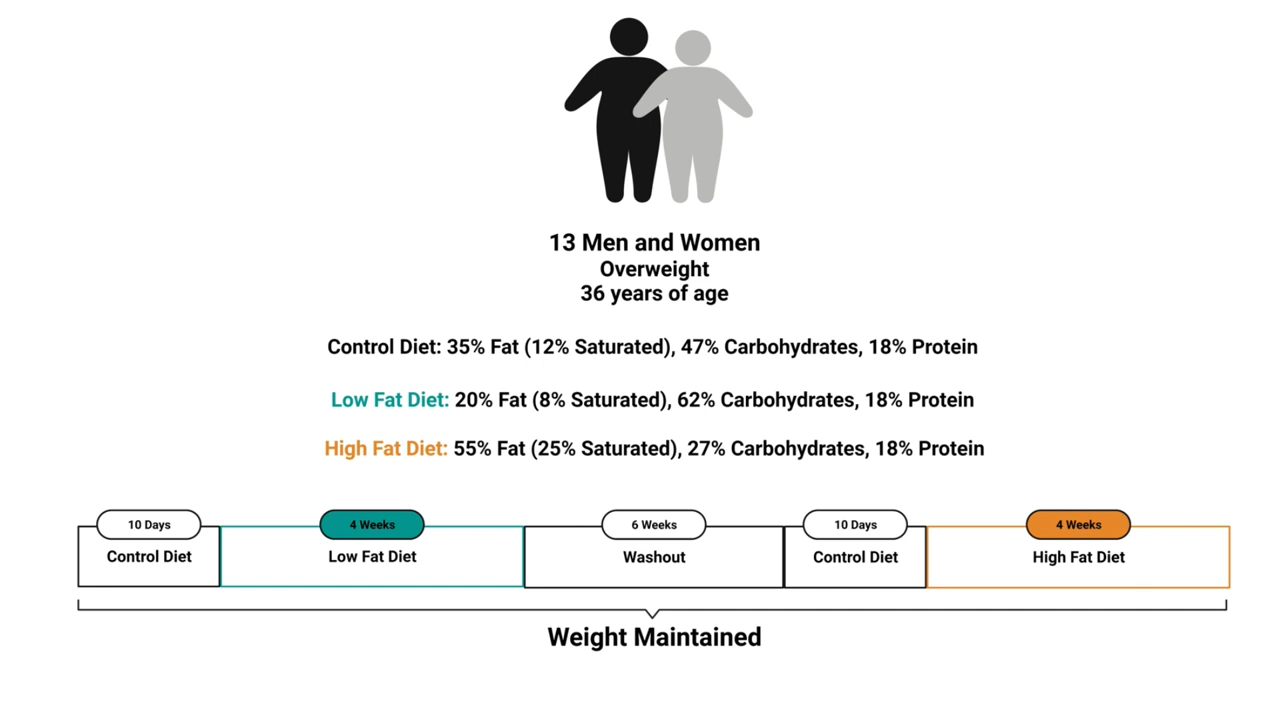 13 Men and Women
Overweight
36 years of age
Control Diet: 35% Fat (12% Saturated), 47% Carbohydrates, 18% Protein
Low Fat Diet: 20% Fat (8% Saturated), 62% Carbohydrates, 18% Protein
High Fat Diet: 55% Fat (25% Saturated), 27% Carbohydrates, 18% Protein
10 Days
Control Diet
4 Weeks
Low Fat Diet
6 Weeks
Washout
10 Days
Control Diet
4 Weeks
High Fat Diet
Weight Maintained